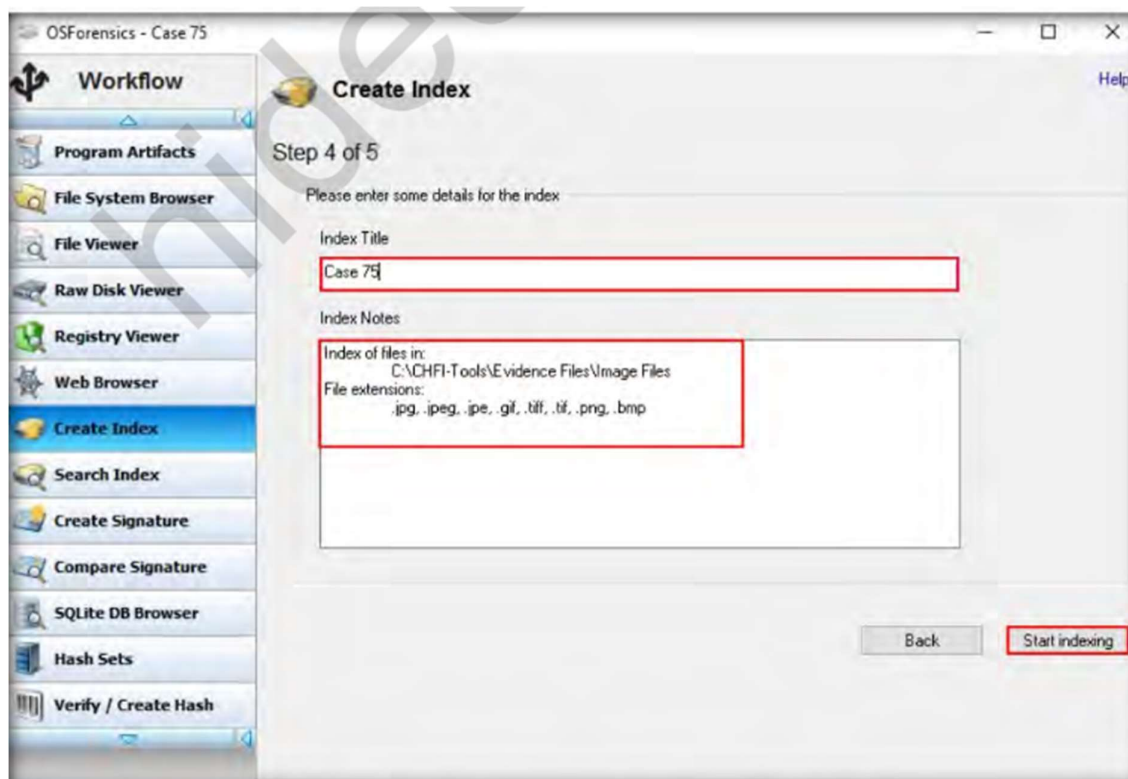 OSForensics - Case 75
Workflow
Program Artifacts
File System Browser
File Viewer
Raw Disk Viewer
Registry Viewer
Web Browser
Create Index
Search Index
Create Signature
Compare Signature
SQLite DB Browser
Hash Sets
Verify / Create Hash
Create Index
Help
Step 4 of 5
Please enter some details for the index
Index Title
Case 75
Index Notes
Index of files in:
C:\CHFI-Tools\Evidence Files\Image Files
File extensions:
.jpg, .jpeg, .jpe, .gif, .tiff, .tif, .png, .bmp
Back
Start indexing